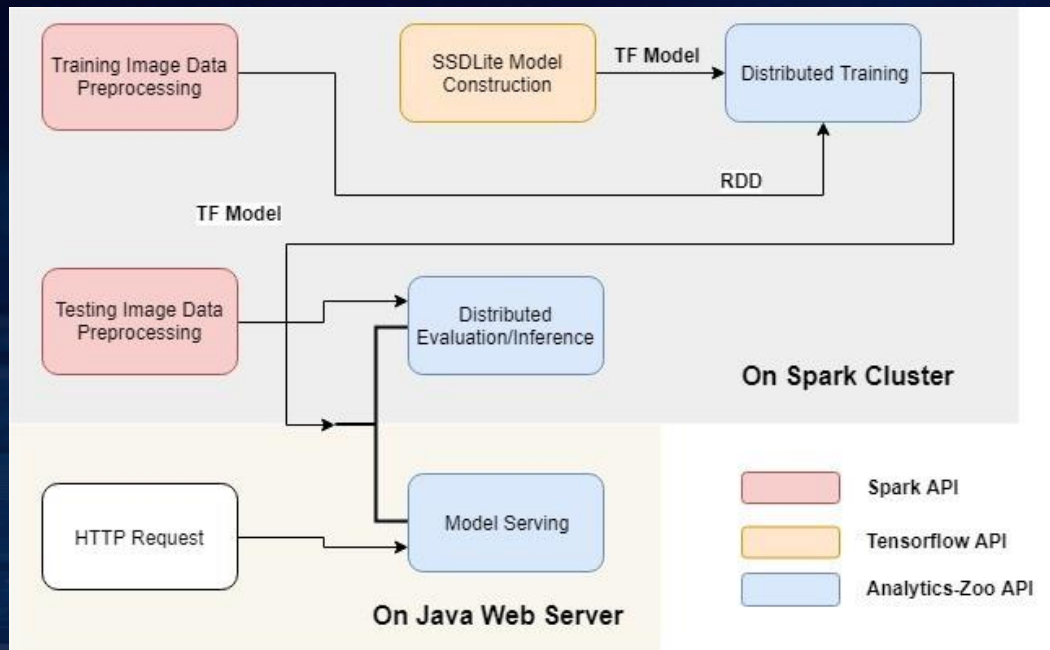 Training Image Data
Preprocessing
SSDLite Model
Construction
TF Model
Distributed Training
RDD
TF Model
Testing Image Data
Preprocessing
Distributed
Evaluation/Inference
On Spark Cluster
HTTP Request
Model Serving
On Java Web Server
Spark API
Tensorflow API
Analytics-Zoo API